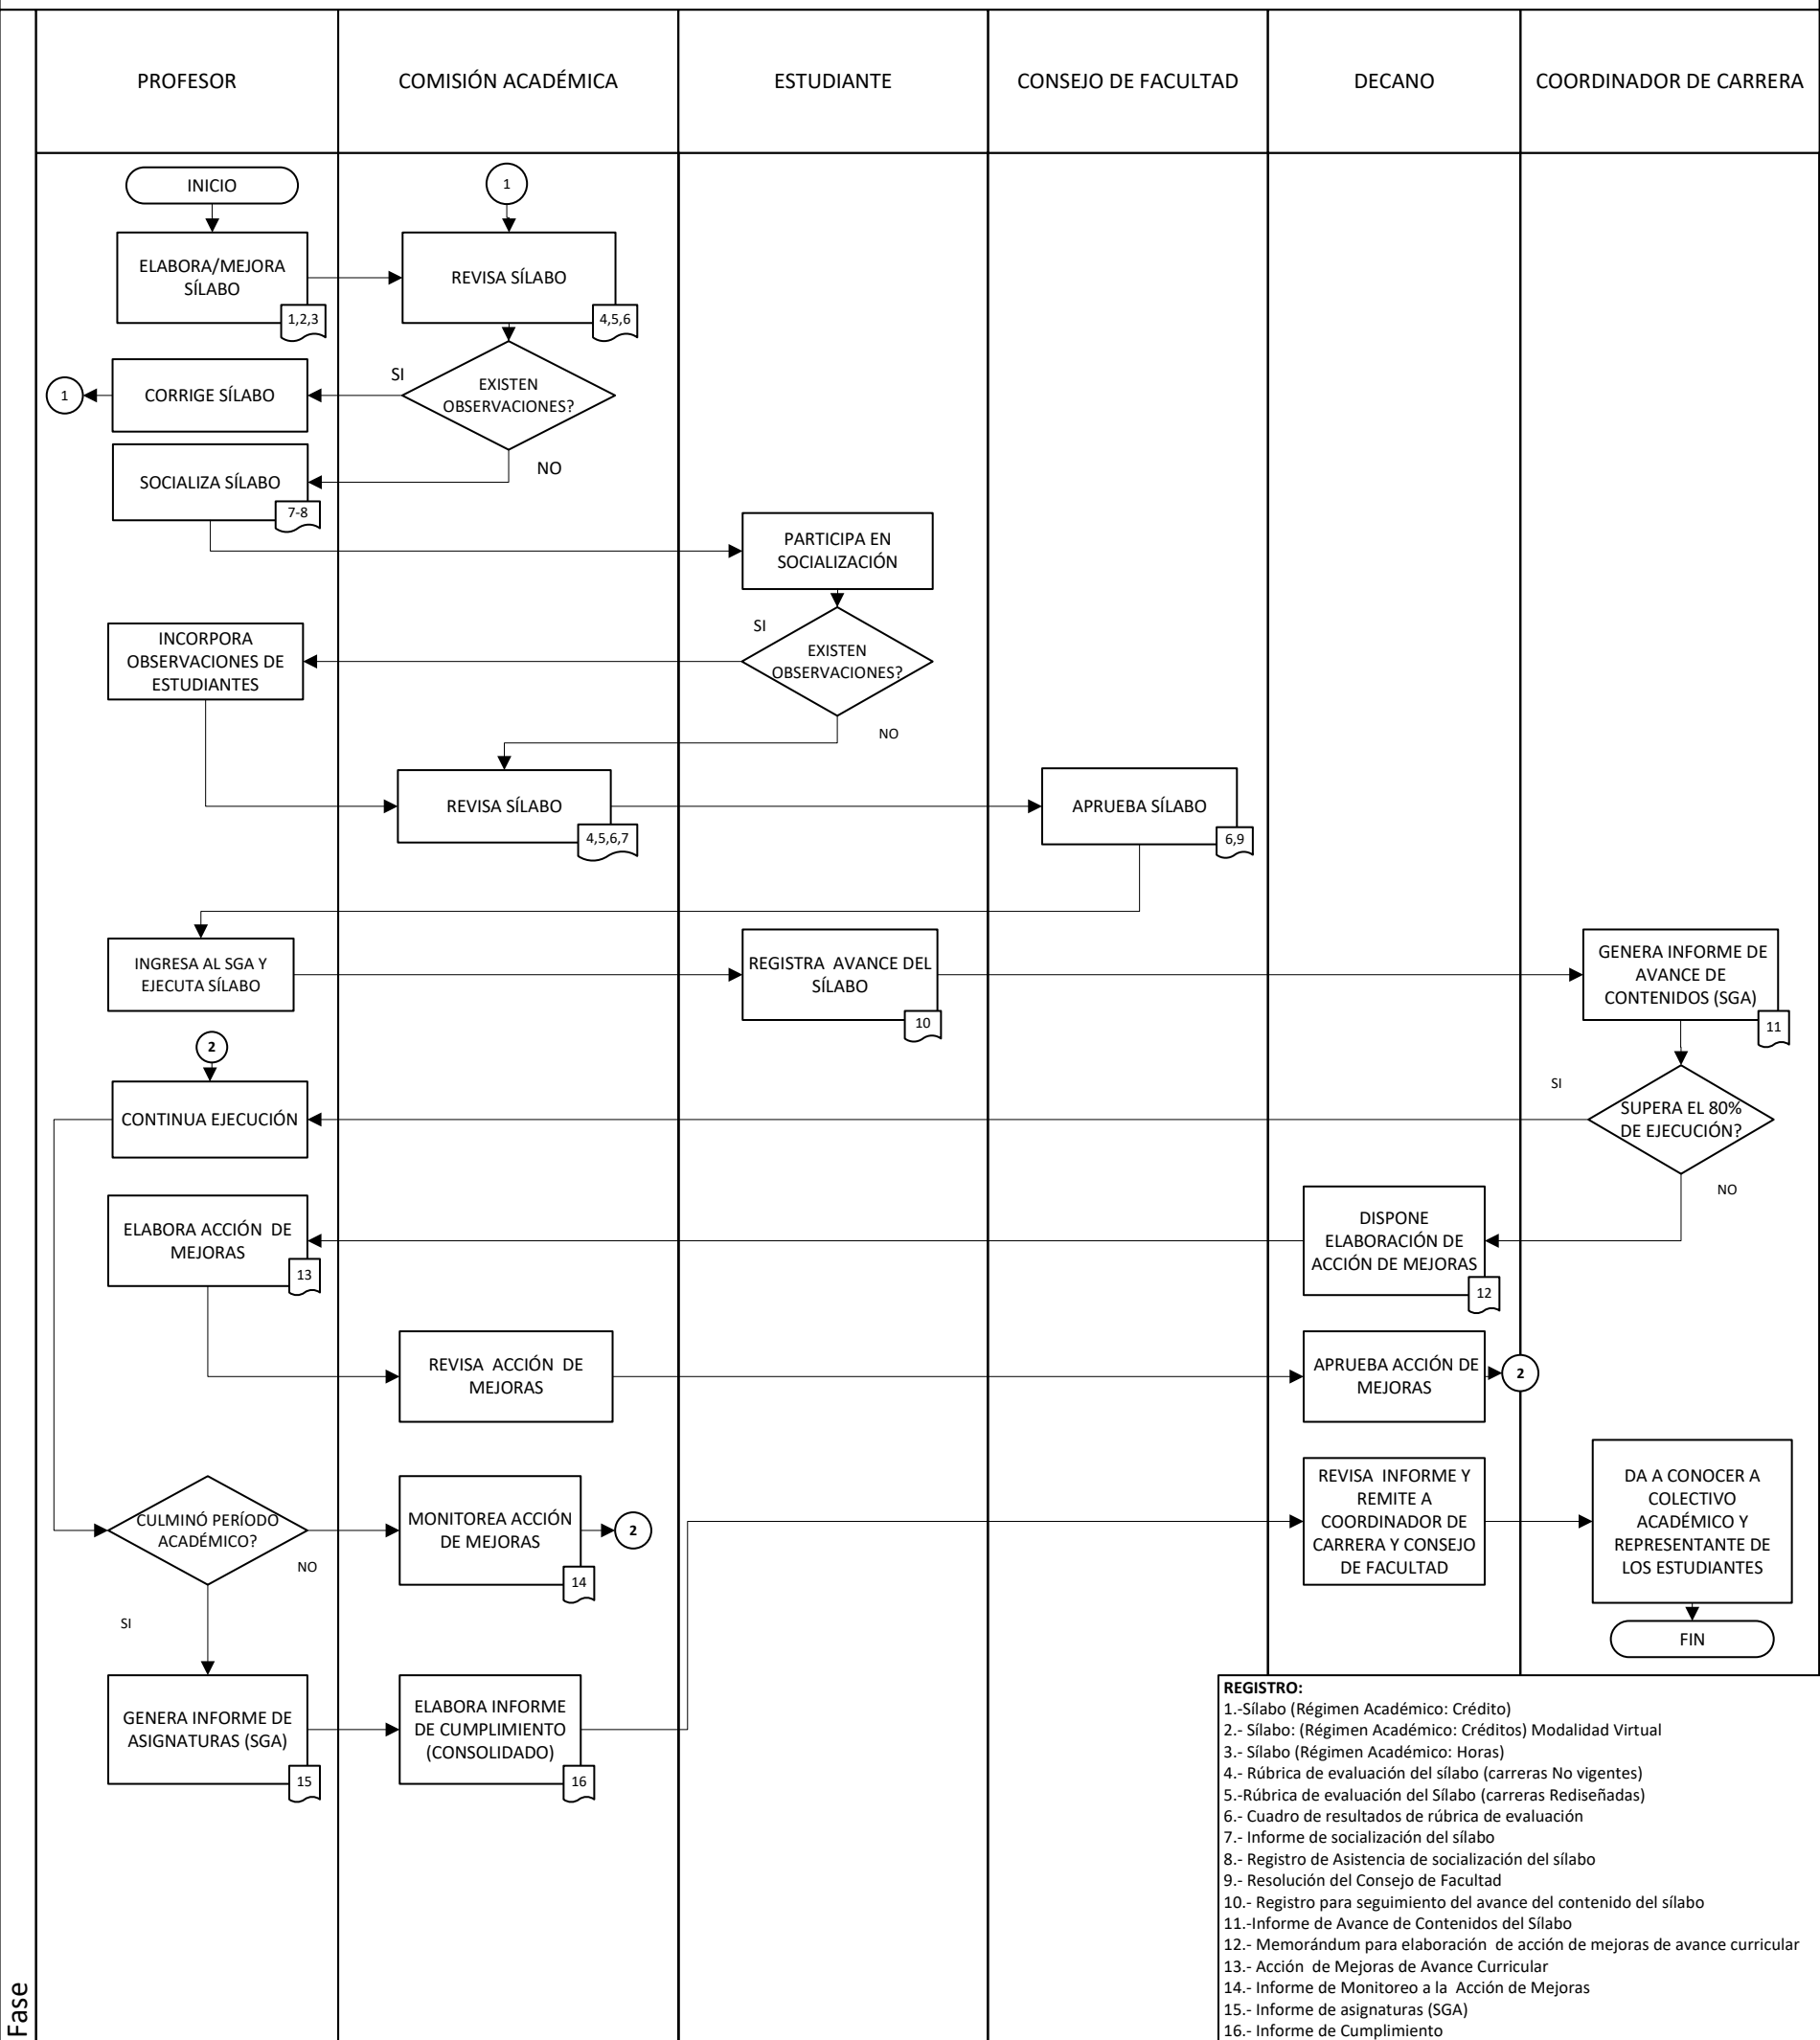 PROFESOR
COMISIÓN ACADÉMICA
ESTUDIANTE
CONSEJO DE FACULTAD
DECANO
COORDINADOR DE CARRERA
INICIO
1
ELABORA/MEJORA
SÍLABO
1,2,3
REVISA SÍLABO
4,5,6
1
CORRIGE SÍLABO
SI
EXISTEN
OBSERVACIONES?
NO
SOCIALIZA SÍLABO
7-8
PARTICIPA EN
SOCIALIZACIÓN
SI
EXISTEN
OBSERVACIONES?
NO
INCORPORA
OBSERVACIONES DE
ESTUDIANTES
REVISA SÍLABO
4,5,6,7
APRUEBA SÍLABO
6,9
INGRESA AL SGA Y
EJECUTA SÍLABO
REGISTRA  AVANCE DEL
SÍLABO
10
GENERA INFORME DE
AVANCE DE
CONTENIDOS (SGA)
11
2
CONTINUA EJECUCIÓN
SI
SUPERA EL 80%
DE EJECUCIÓN?
NO
DISPONE
ELABORACIÓN DE
ACCIÓN DE MEJORAS
12
ELABORA ACCIÓN  DE
MEJORAS
13
REVISA  ACCIÓN  DE
MEJORAS
APRUEBA ACCIÓN DE
MEJORAS
2
CULMINÓ PERÍODO
ACADÉMICO?
NO
SI
MONITOREA ACCIÓN
DE MEJORAS
14
2
REVISA  INFORME Y
REMITE A
COORDINADOR DE
CARRERA Y CONSEJO
DE FACULTAD
DA A CONOCER A
COLECTIVO
ACADÉMICO Y
REPRESENTANTE DE
LOS ESTUDIANTES
FIN
GENERA INFORME DE
ASIGNATURAS (SGA)
15
ELABORA INFORME
DE CUMPLIMIENTO
(CONSOLIDADO)
16
REGISTRO:
1.-Sílabo (Régimen Académico: Crédito)
2.- Sílabo: (Régimen Académico: Créditos) Modalidad Virtual
3.- Sílabo (Régimen Académico: Horas)
4.- Rúbrica de evaluación del sílabo (carreras No vigentes)
5.-Rúbrica de evaluación del Sílabo (carreras Rediseñadas)
6.- Cuadro de resultados de rúbrica de evaluación
7.- Informe de socialización del sílabo
8.- Registro de Asistencia de socialización del sílabo
9.- Resolución del Consejo de Facultad
10.- Registro para seguimiento del avance del contenido del sílabo
11.-Informe de Avance de Contenidos del Sílabo
12.- Memorándum para elaboración  de acción de mejoras de avance curricular
13.- Acción  de Mejoras de Avance Curricular
14.- Informe de Monitoreo a la  Acción de Mejoras
15.- Informe de asignaturas (SGA)
16.- Informe de Cumplimiento
Fase